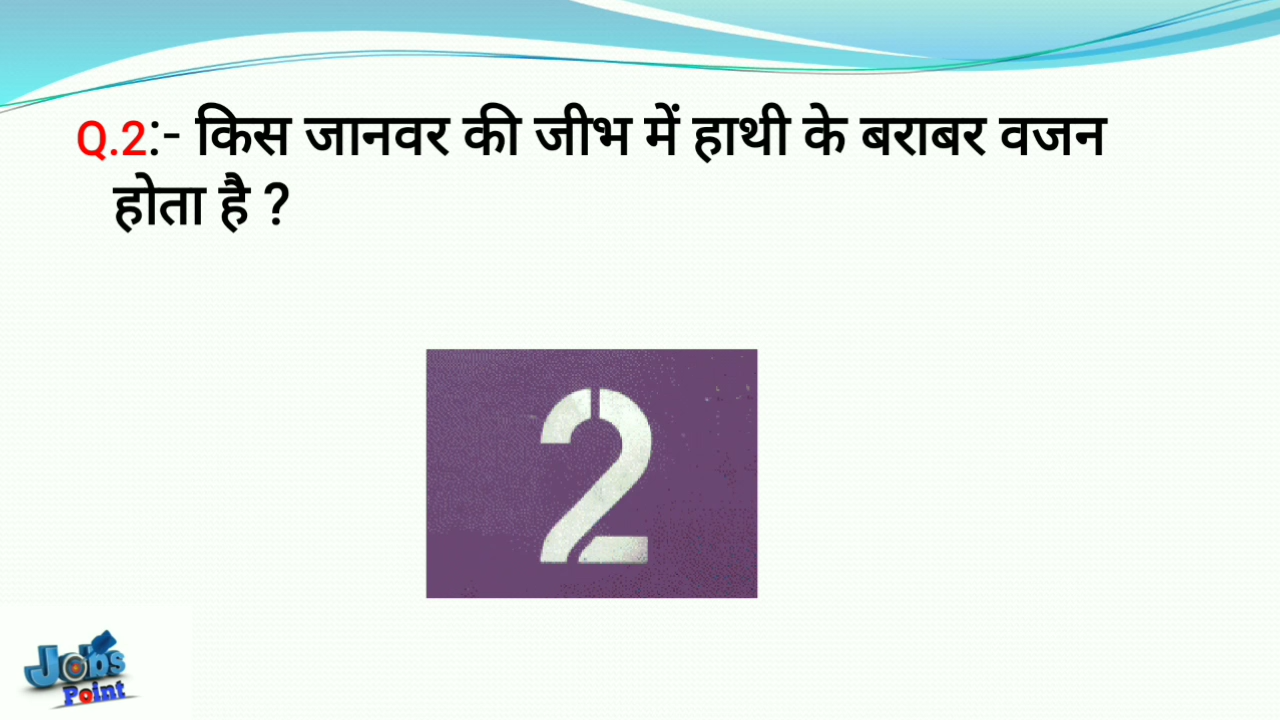 Q.2:- किस जानवर की जीभ में हाथी के बराबर वजन
होता है ?
2
Jobs
Point